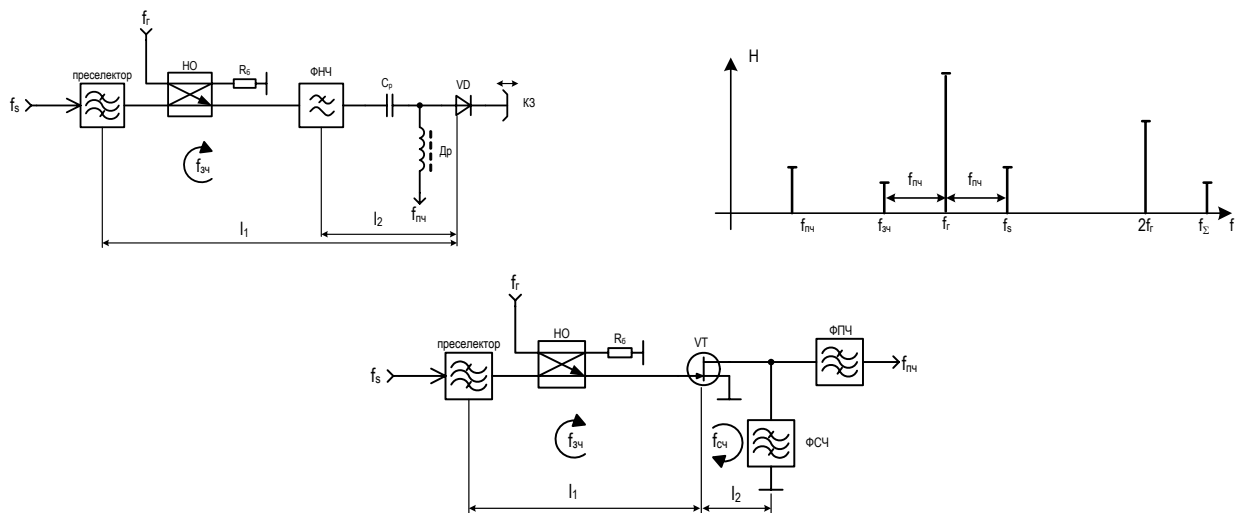 fг
преселектор
НО
Rб
ФНЧ
Cр
VD
КЗ
fs
fзч
Др
fпч
l2
l1
H
fпч
fпч
fпч
fзч
fг
fs
2fг
fΣ
f
fг
преселектор
НО
Rб
VT
ФПЧ
fs
fпч
fзч
fсч
ФСЧ
l1
l2